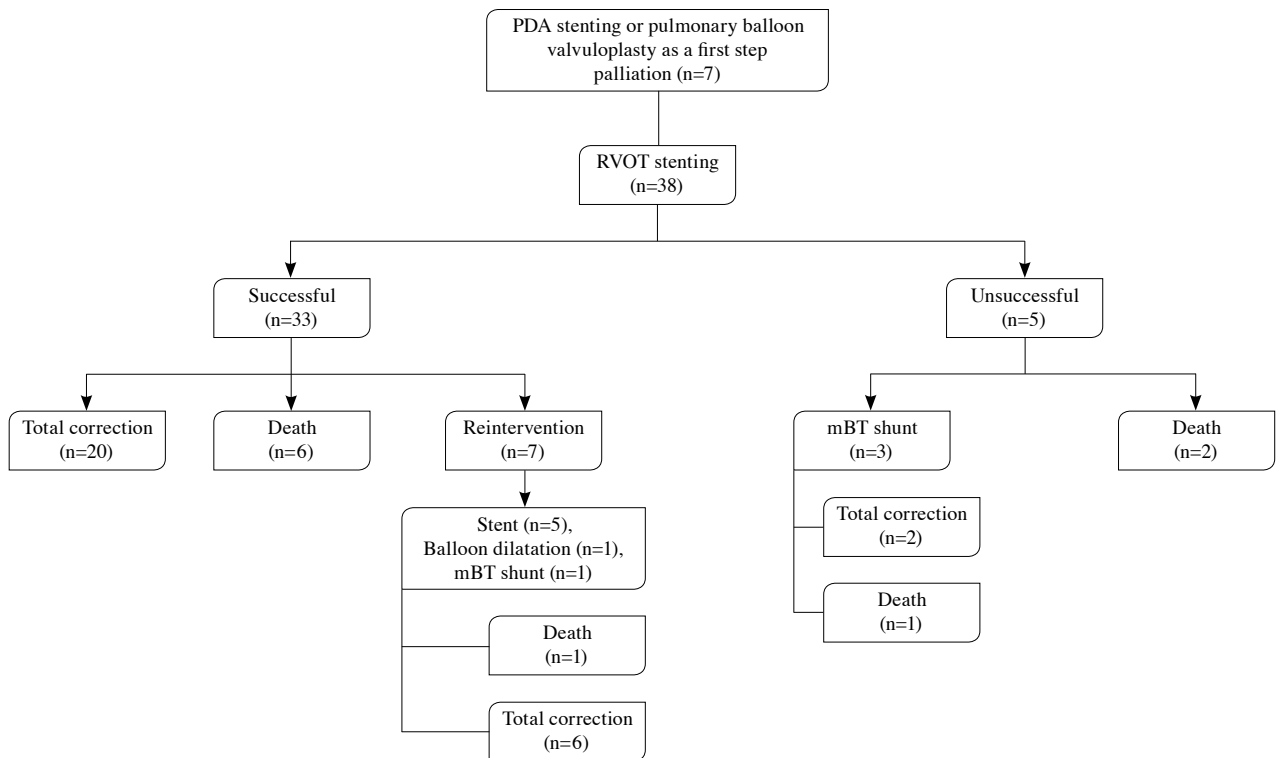 PDA stenting or pulmonary balloon
valvuloplasty as a first step
palliation (n=7)
RVOT stenting
(n=38)
Successful
(n=33)
Unsuccessful
(n=5)
Total correction
(n=20)
Death
(n=6)
Reintervention
(n=7)
mBT shunt
(n=3)
Death
(n=2)
Stent (n=5),
Balloon dilatation (n=1),
mBT shunt (n=1)
Death
(n=1)
Total correction
(n=6)
Total correction
(n=2)
Death
(n=1)